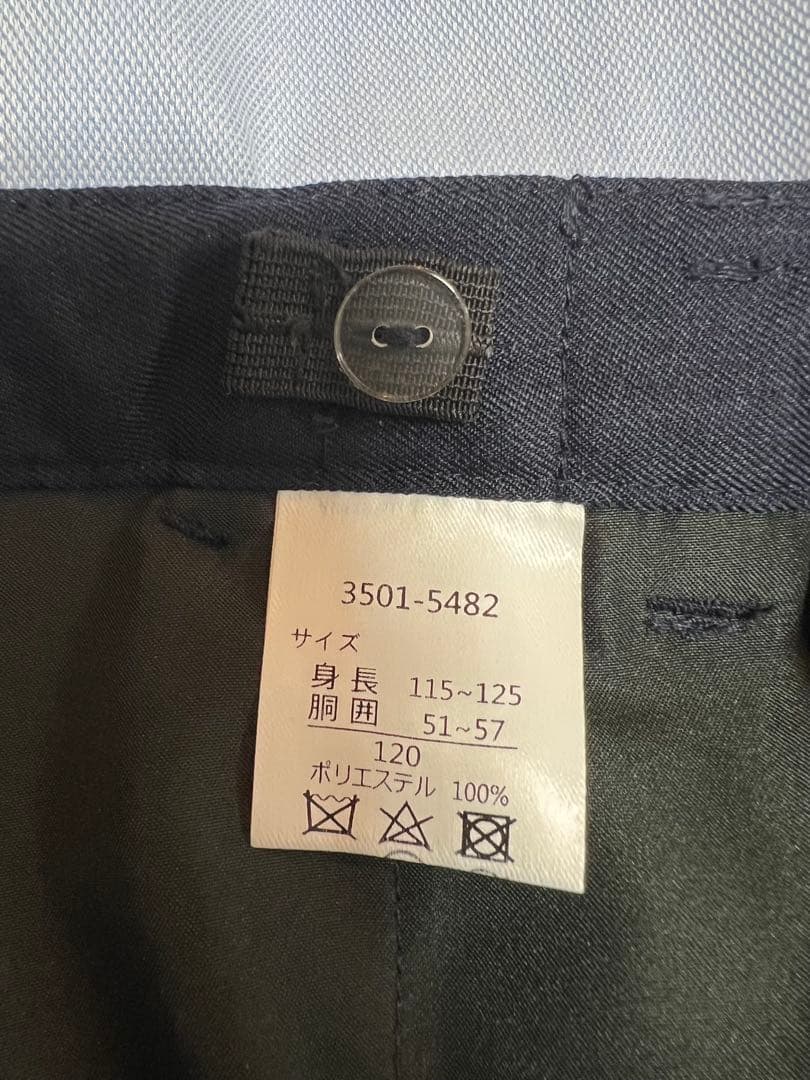 3501-5482
サイズ
身長 115~125
胴囲 51~57
120
ポリエステル 100%